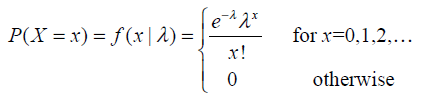 P(X = x) = f(x | λ) = { e^{-λ} λ^x / x!   for x=0,1,2,...
0   otherwise